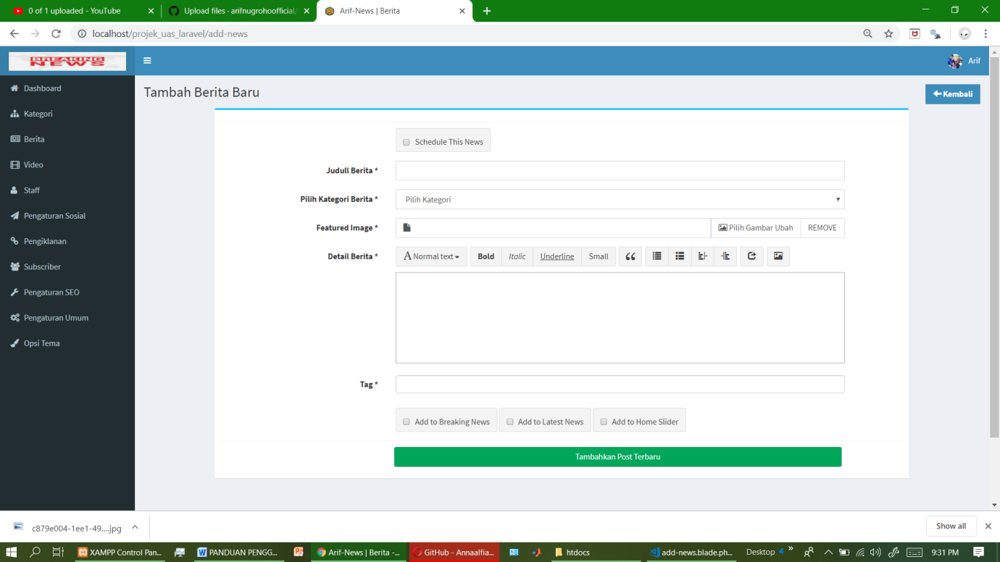 0 of 1 uploaded - YouTube
Upload files · arifnugrohoofficial/
Arif-News | Berita
localhost/projek_uas_laravel/add-news
BREAKING
NEWS
Arif
Dashboard
Kategori
Berita
Video
Staff
Pengaturan Sosial
Pengiklanan
Subscriber
Pengaturan SEO
Pengaturan Umum
Opsi Tema
Tambah Berita Baru
Kembali
Schedule This News
Judull Berita *
Pilih Kategori Berita *
Pilih Kategori
Featured Image *
Pilih Gambar Ubah
REMOVE
Detail Berita *
A Normal text
Bold
Italic
Underline
Small
Tag *
Add to Breaking News
Add to Latest News
Add to Home Slider
Tambahkan Post Terbaru
c879e004-1ee1-49....jpg
Show all
XAMPP Control Pan...
PANDUAN PENGG...
Arif-News | Berita -...
GitHub - Annaalfia...
htdocs
add-news.blade.ph...
Desktop
9:31 PM